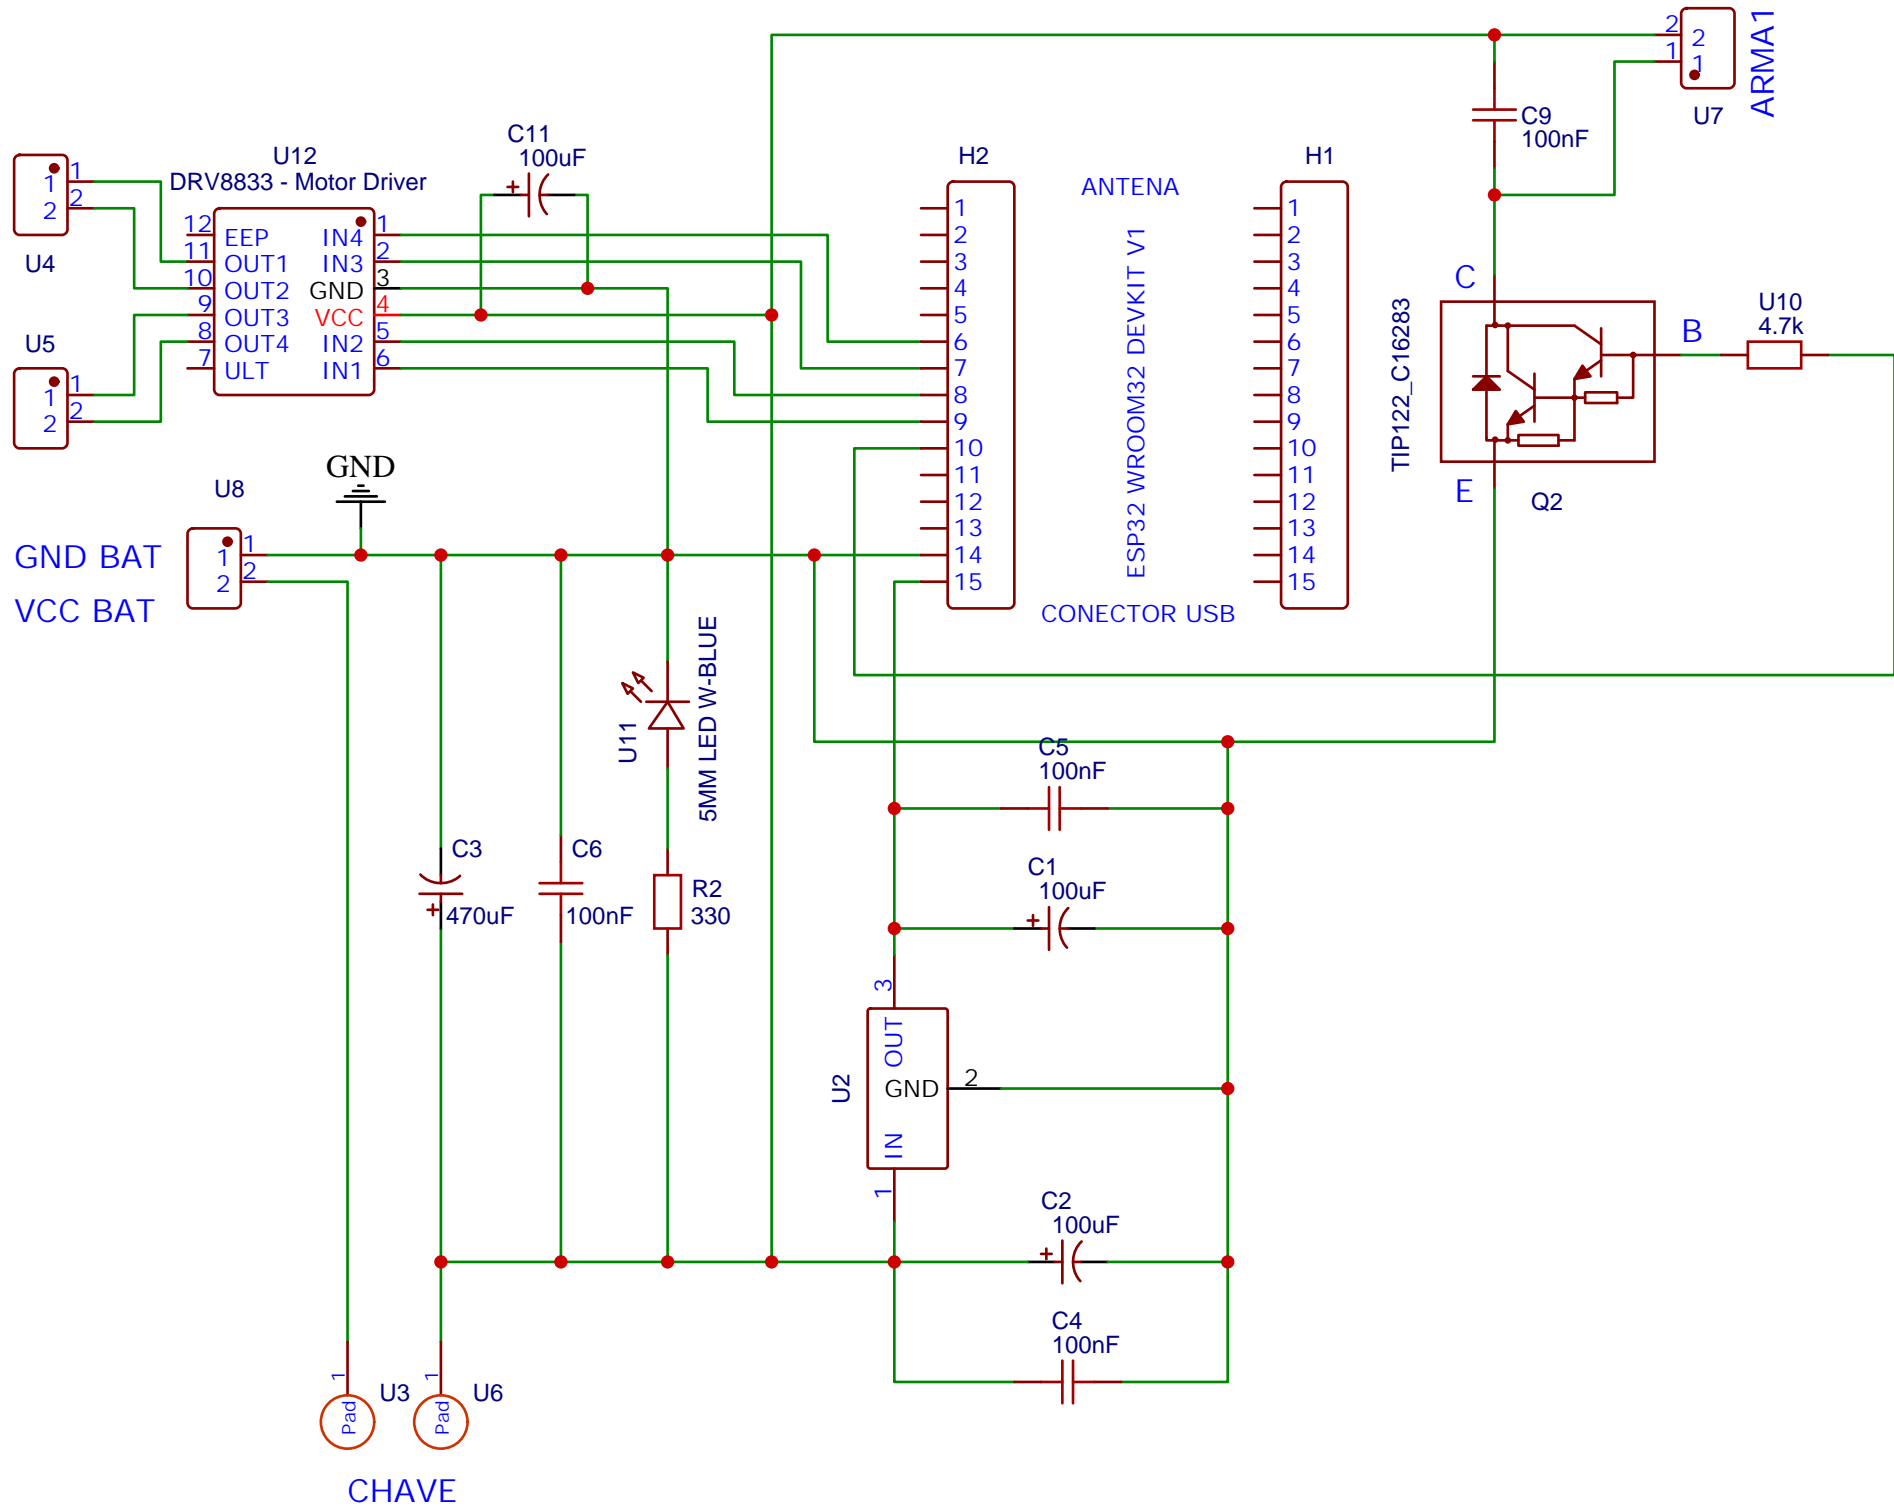 2
1
2
1
ARMA1
U7
C9
100nF
C11
100uF
+
U12
DRV8833 - Motor Driver
1
2
1
2
U4
12
11
10
9
8
7
EEP
OUT1
OUT2
OUT3
OUT4
ULT
IN4
IN3
GND
VCC
IN2
IN1
1
2
3
4
5
6
U5
1
2
1
2
H2
1
2
3
4
5
6
7
8
9
10
11
12
13
14
15
ANTENA
ESP32 WROOM32 DEVKIT V1
CONECTOR USB
H1
1
2
3
4
5
6
7
8
9
10
11
12
13
14
15
C
B
E
TIP122_C16283
Q2
U10
4.7k
GND
U8
1
2
1
2
GND BAT
VCC BAT
U11
5MM LED W-BLUE
C3
+
470uF
C6
100nF
R2
330
C5
100nF
C1
100uF
+
3
OUT
GND
2
IN
1
U2
C2
100uF
+
C4
100nF
1
Pad
U3
1
Pad
U6
CHAVE